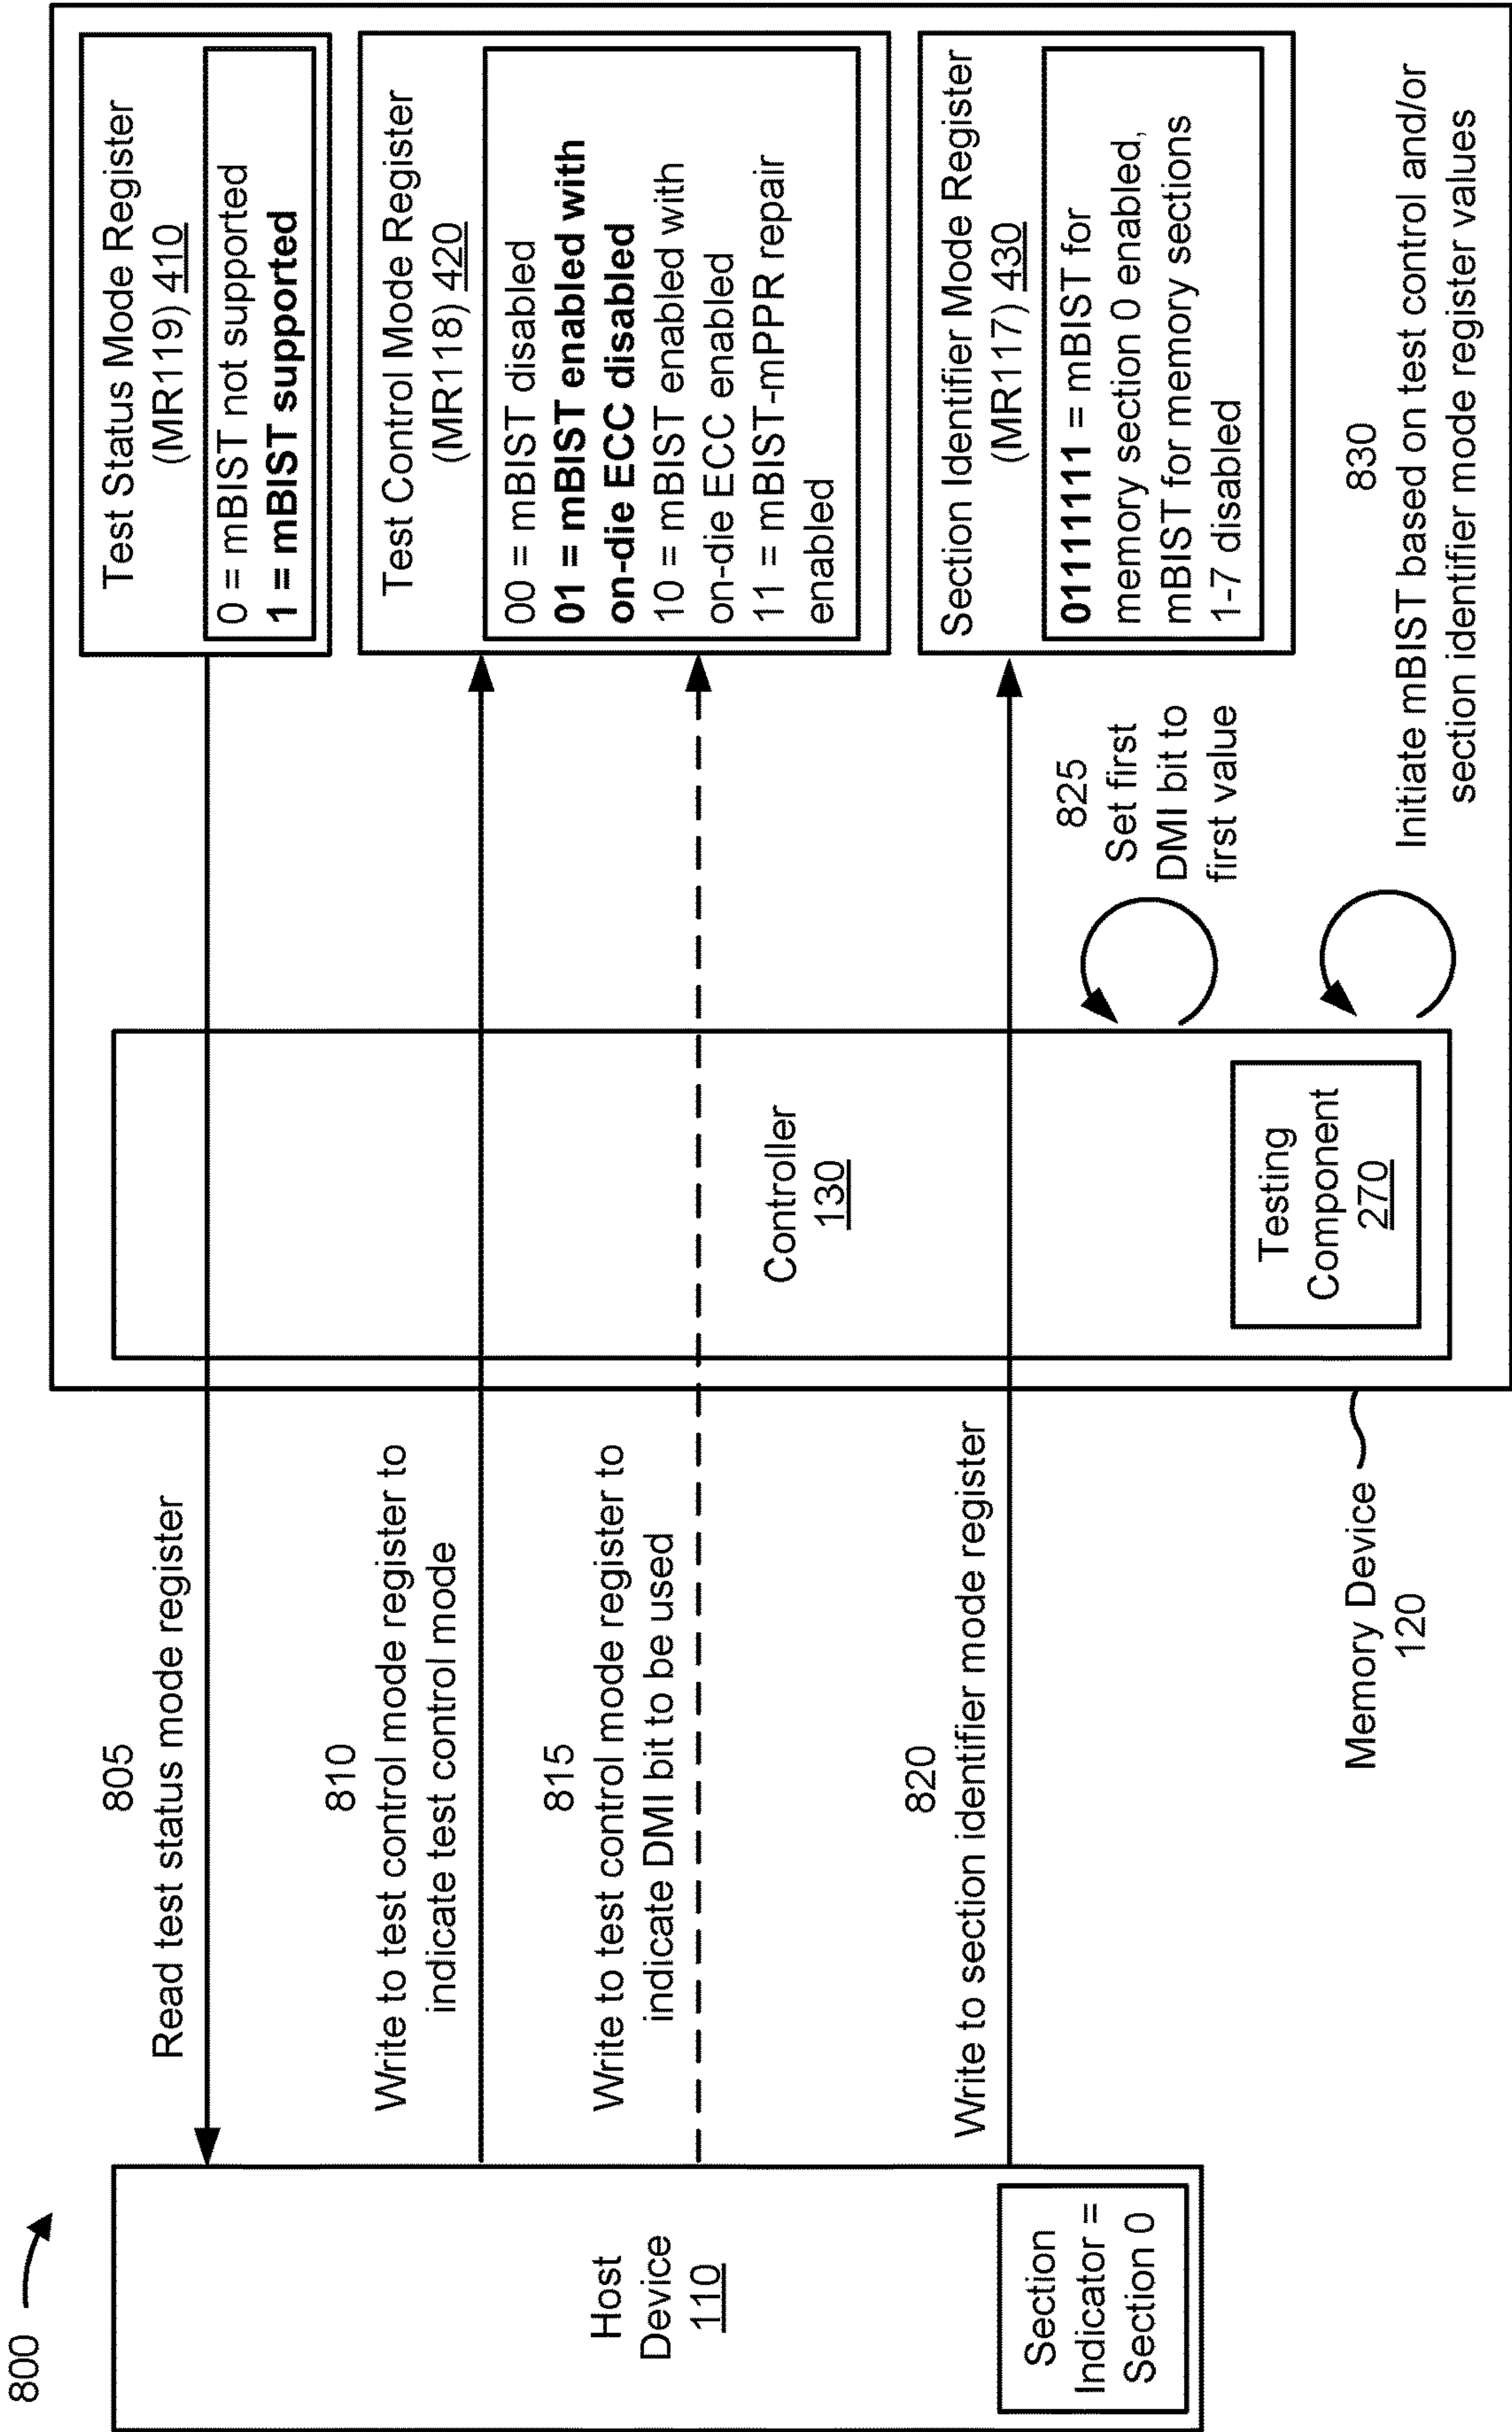 800
Host
Device
110
Section
Indicator =
Section 0
805
Read test status mode register
810
Write to test control mode register to
indicate test control mode
815
Write to test control mode register to
indicate DMI bit to be used
820
Write to section identifier mode register
Memory Device
120
Controller
130
Testing
Component
270
825
Set first
DMI bit to
first value
830
Initiate mBIST based on test control and/or
section identifier mode register values
Test Status Mode Register
(MR119) 410
0 = mBIST not supported
1 = mBIST supported
Test Control Mode Register
(MR118) 420
00 = mBIST disabled
01 = mBIST enabled with
on-die ECC disabled
10 = mBIST enabled with
on-die ECC enabled
11 = mBIST-mPPR repair
enabled
Section Identifier Mode Register
(MR117) 430
01111111 = mBIST for
memory section 0 enabled,
mBIST for memory sections
1-7 disabled